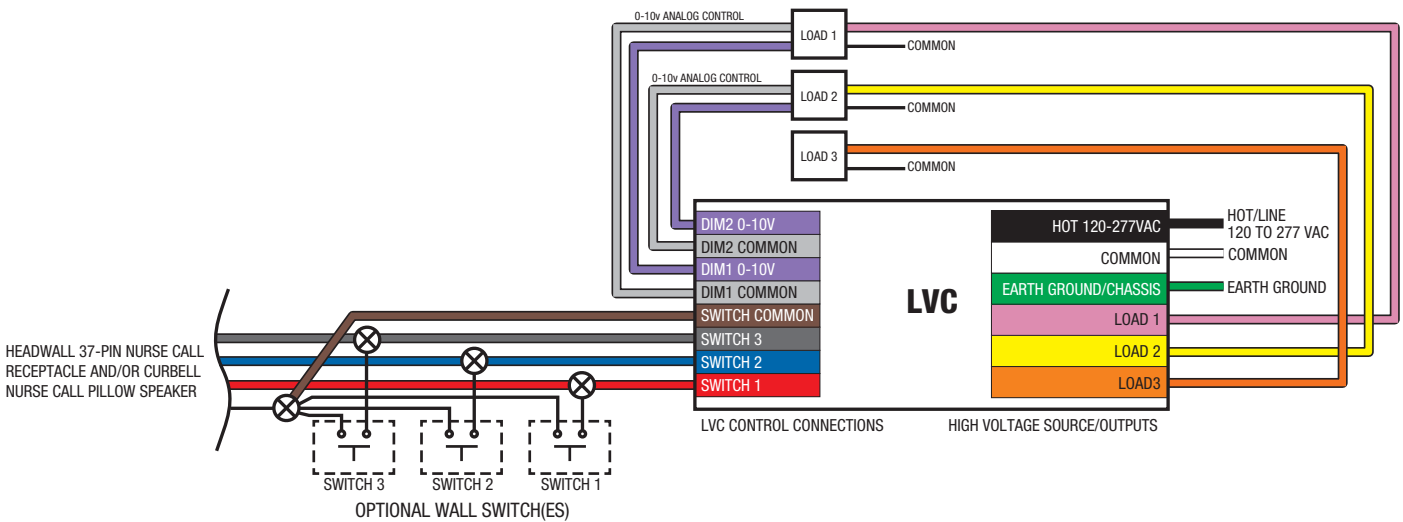 0-10v ANALOG CONTROL
LOAD 1
COMMON
0-10v ANALOG CONTROL
LOAD 2
COMMON
LOAD 3
COMMON
DIM2 0-10V
DIM2 COMMON
DIM1 0-10V
DIM1 COMMON
SWITCH COMMON
SWITCH 3
SWITCH 2
SWITCH 1
LVC
HOT 120-277VAC
COMMON
EARTH GROUND/CHASSIS
LOAD 1
LOAD 2
LOAD3
HOT/LINE
120 TO 277 VAC
COMMON
EARTH GROUND
HEADWALL 37-PIN NURSE CALL
RECEPTACLE AND/OR CURBELL
NURSE CALL PILLOW SPEAKER
LVC CONTROL CONNECTIONS
HIGH VOLTAGE SOURCE/OUTPUTS
SWITCH 3
SWITCH 2
SWITCH 1
OPTIONAL WALL SWITCH(ES)